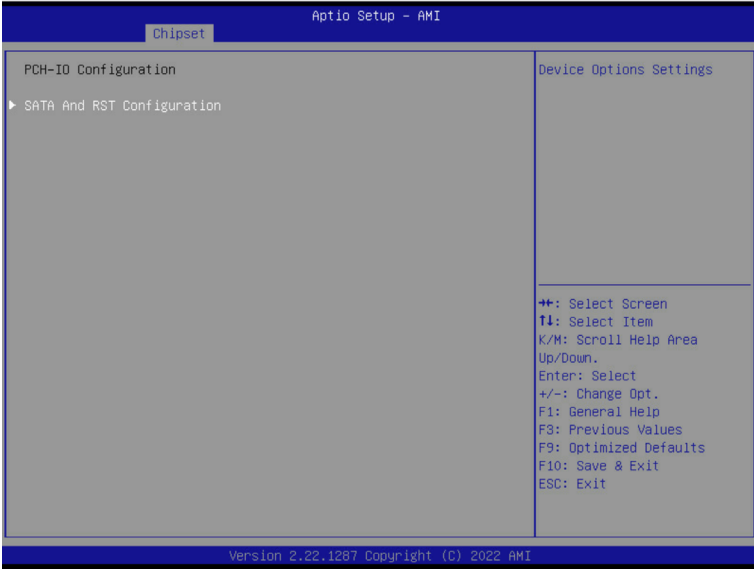 Aptio Setup – AMI
Chipset
PCH-IO Configuration
SATA And RST Configuration
Device Options Settings
→←: Select Screen
↑↓: Select Item
K/M: Scroll Help Area
Up/Down.
Enter: Select
+/-: Change Opt.
F1: General Help
F3: Previous Values
F9: Optimized Defaults
F10: Save & Exit
ESC: Exit
Version 2.22.1287 Copyright (C) 2022 AMI